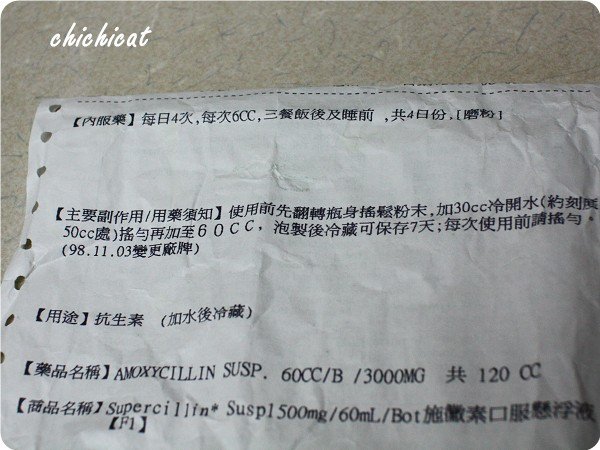 chichicat
【內服藥】每日4次,每次6CC,三餐飯後及睡前 ,共4日份,[磨粉]
【主要副作用/用藥須知】使用前先翻轉瓶身搖鬆粉末,加30cc冷開水(約刻度
50cc處)搖勻再加至60CC, 泡製後冷藏可保存7天;每次使用前請搖勻。
(98.11.03變更廠牌)
【用途】抗生素 (加水後冷藏)
【藥品名稱】AMOXYCILLIN SUSP. 60CC/B /3000MG 共 120 CC
【商品名稱】Supercillin* Susp1500mg/60mL/Bot施黴素口服懸浮液
【F1】